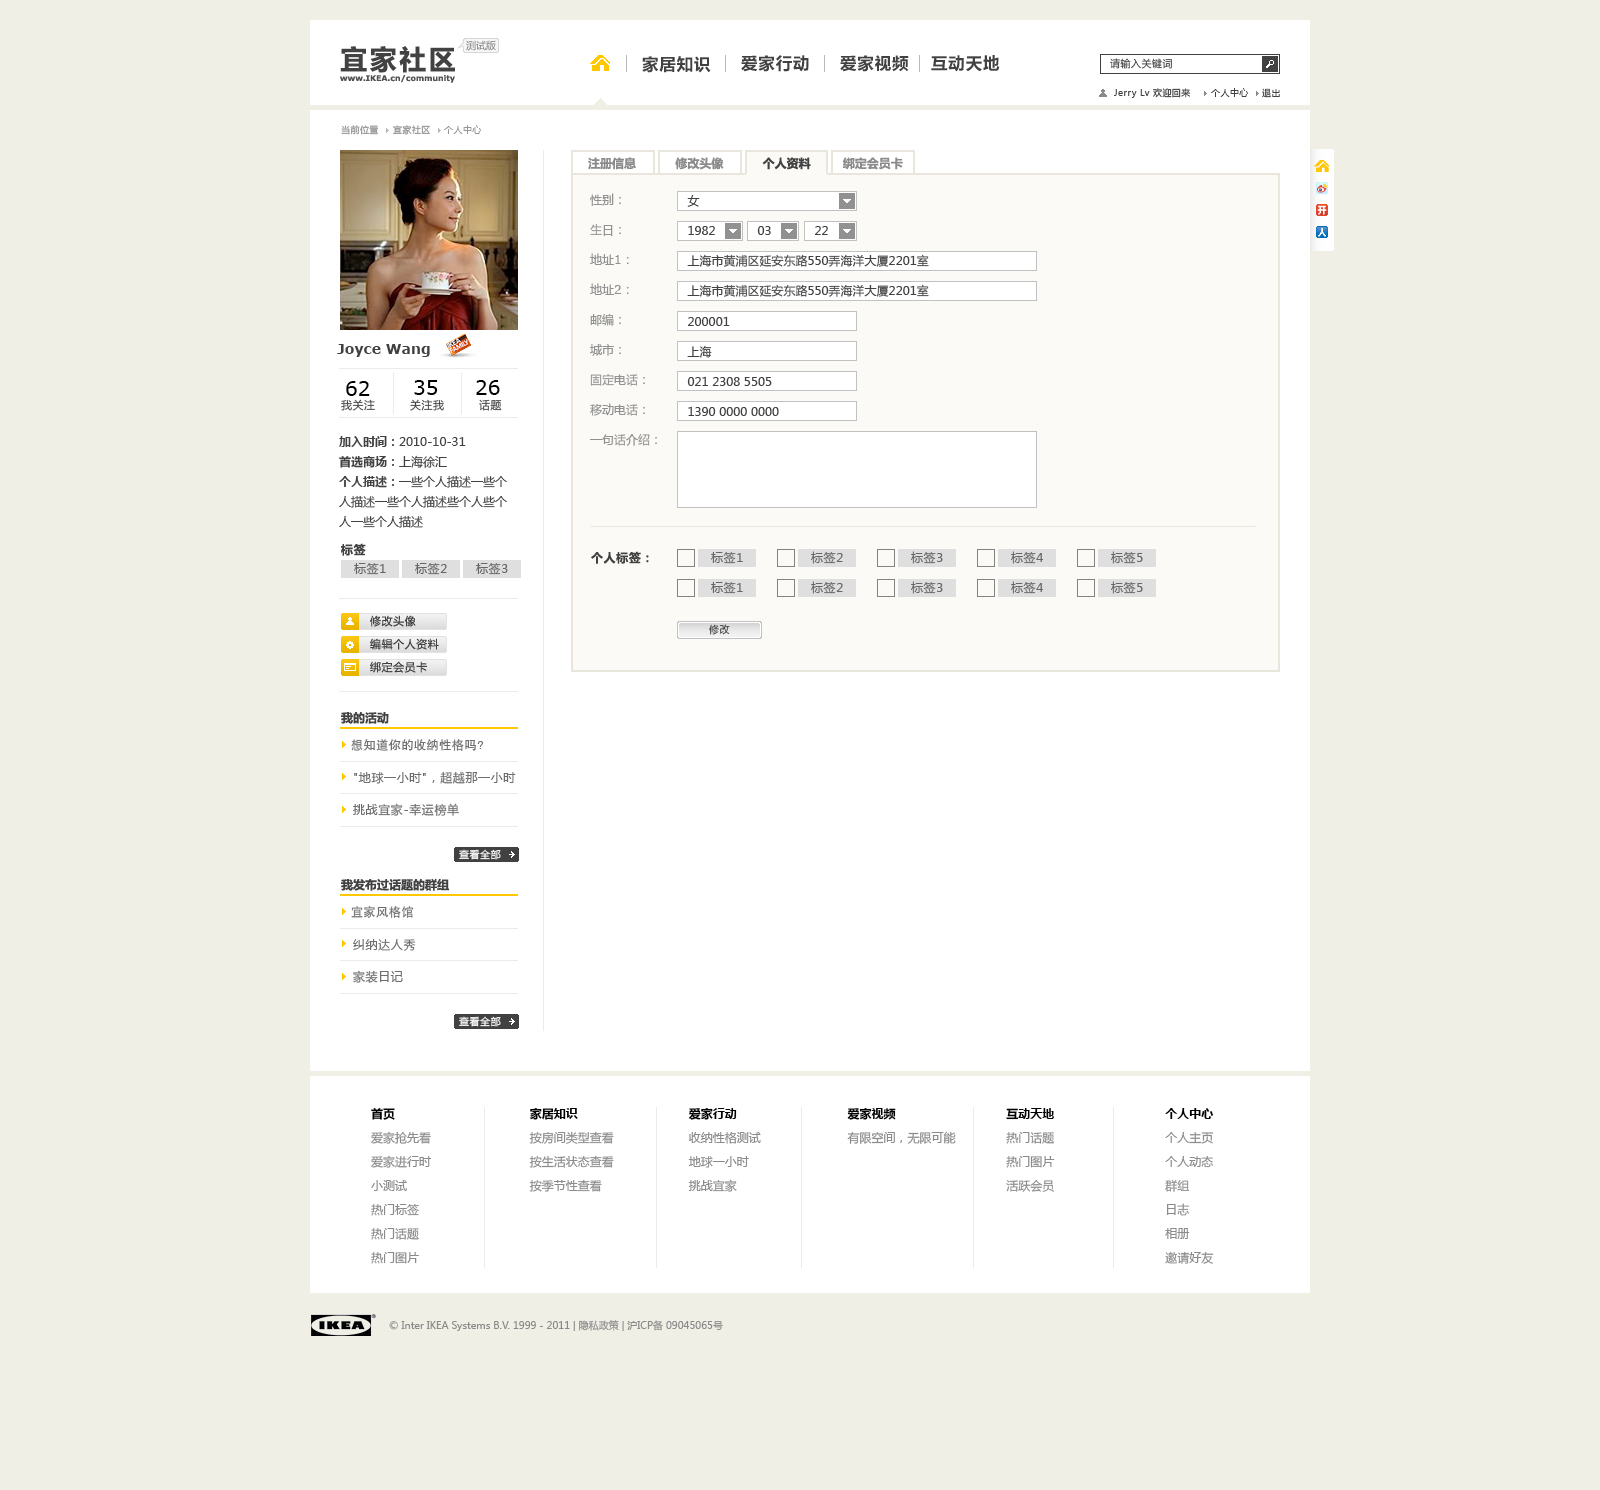 宜家社区 测试版
www.IKEA.cn/community
家居知识 爱家行动 爱家视频 互动天地
请输入关键词
Jerry Lv 欢迎回来 个人中心 退出
当前位置 宜家社区 个人中心
Joyce Wang
IKEA FAMILY
62 35 26
我关注 关注我 话题
加入时间：2010-10-31
首选商场：上海徐汇
个人描述：一些个人描述一些个
人描述一些个人描述些个人些个
人一些个人描述
标签
标签1 标签2 标签3
修改头像
编辑个人资料
绑定会员卡
我的活动
想知道你的收纳性格吗?
"地球一小时"，超越那一小时
挑战宜家-幸运榜单
查看全部
我发布过话题的群组
宜家风格馆
纠纳达人秀
家装日记
查看全部
注册信息 修改头像 个人资料 绑定会员卡
性别： 女
生日： 1982 03 22
地址1： 上海市黄浦区延安东路550弄海洋大厦2201室
地址2： 上海市黄浦区延安东路550弄海洋大厦2201室
邮编： 200001
城市： 上海
固定电话： 021 2308 5505
移动电话： 1390 0000 0000
一句话介绍：
个人标签： 标签1 标签2 标签3 标签4 标签5
标签1 标签2 标签3 标签4 标签5
修改
开
人
首页
爱家抢先看
爱家进行时
小测试
热门标签
热门话题
热门图片
家居知识
按房间类型查看
按生活状态查看
按季节性查看
爱家行动
收纳性格测试
地球一小时
挑战宜家
爱家视频
有限空间，无限可能
互动天地
热门话题
热门图片
活跃会员
个人中心
个人主页
个人动态
群组
日志
相册
邀请好友
IKEA® © Inter IKEA Systems B.V. 1999 - 2011 | 隐私政策 | 沪ICP备 09045065号